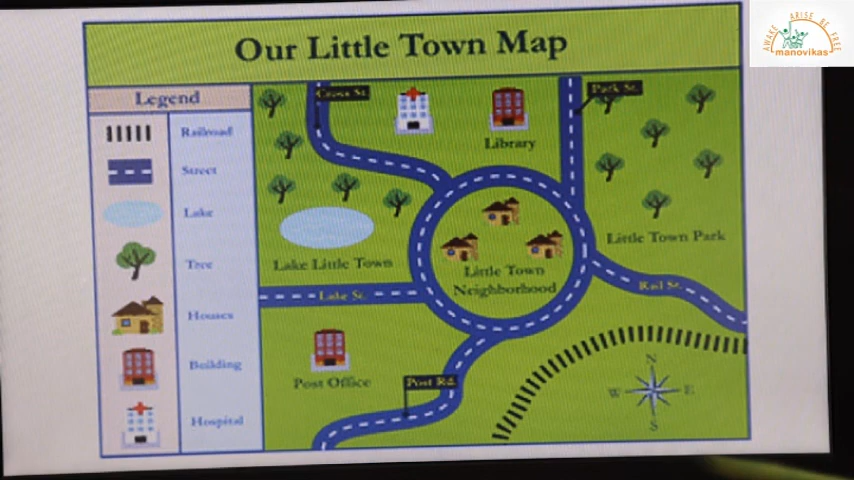 AWAKE ARISE BE FREE
manovikas
Our Little Town Map
Legend
Railroad
Street
Lake
Tree
Houses
Building
Hospital
Cross St.
Park St.
Library
Little Town Park
Lake Little Town
Little Town
Neighborhood
Lake St.
Rail St.
Post Office
Post Rd.
N
W
E
S